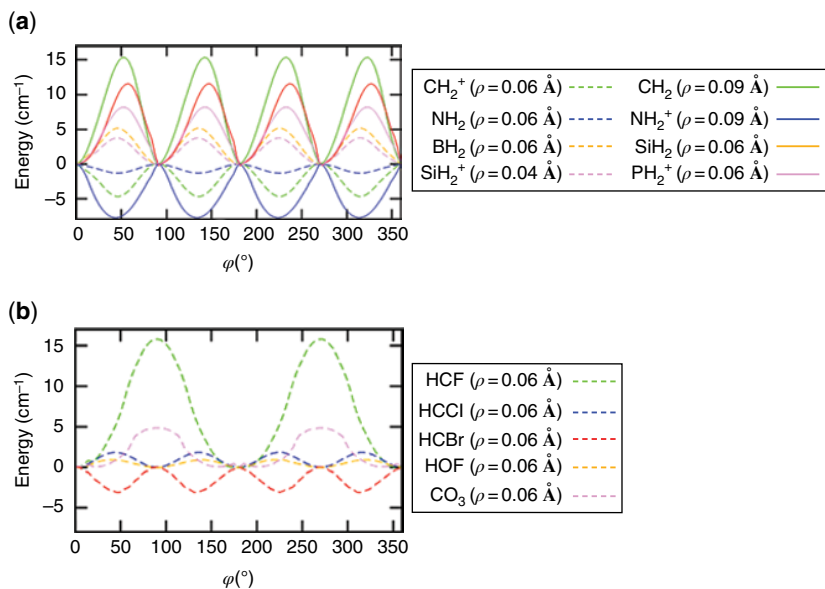 (a)
15
10
5
0
−5
Energy (cm⁻¹)
0 50 100 150 200 250 300 350
φ(°)
CH₂⁺ (ρ = 0.06 Å) CH₂ (ρ = 0.09 Å)
NH₂ (ρ = 0.06 Å) NH₂⁺ (ρ = 0.09 Å)
BH₂ (ρ = 0.06 Å) SiH₂ (ρ = 0.06 Å)
SiH₂⁺ (ρ = 0.04 Å) PH₂⁺ (ρ = 0.06 Å)
(b)
15
10
5
0
−5
Energy (cm⁻¹)
0 50 100 150 200 250 300 350
φ(°)
HCF (ρ = 0.06 Å)
HCCl (ρ = 0.06 Å)
HCBr (ρ = 0.06 Å)
HOF (ρ = 0.06 Å)
CO₃ (ρ = 0.06 Å)